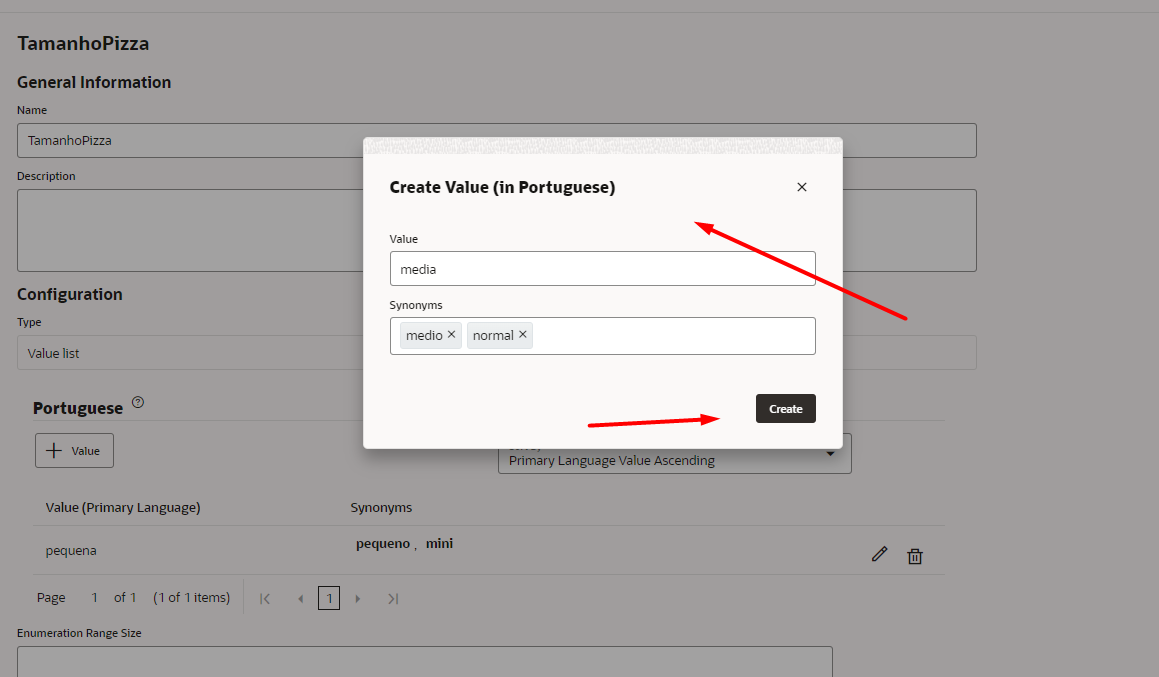 TamanhoPizza
General Information
Name
TamanhoPizza
Description
Configuration
Type
Value list
Portuguese
Value
Primary Language Value Ascending
Value (Primary Language) Synonyms
pequena pequeno , mini
Page 1 of 1 (1 of 1 items) 1
Enumeration Range Size
Create Value (in Portuguese)
Value
media
Synonyms
medio normal
Create